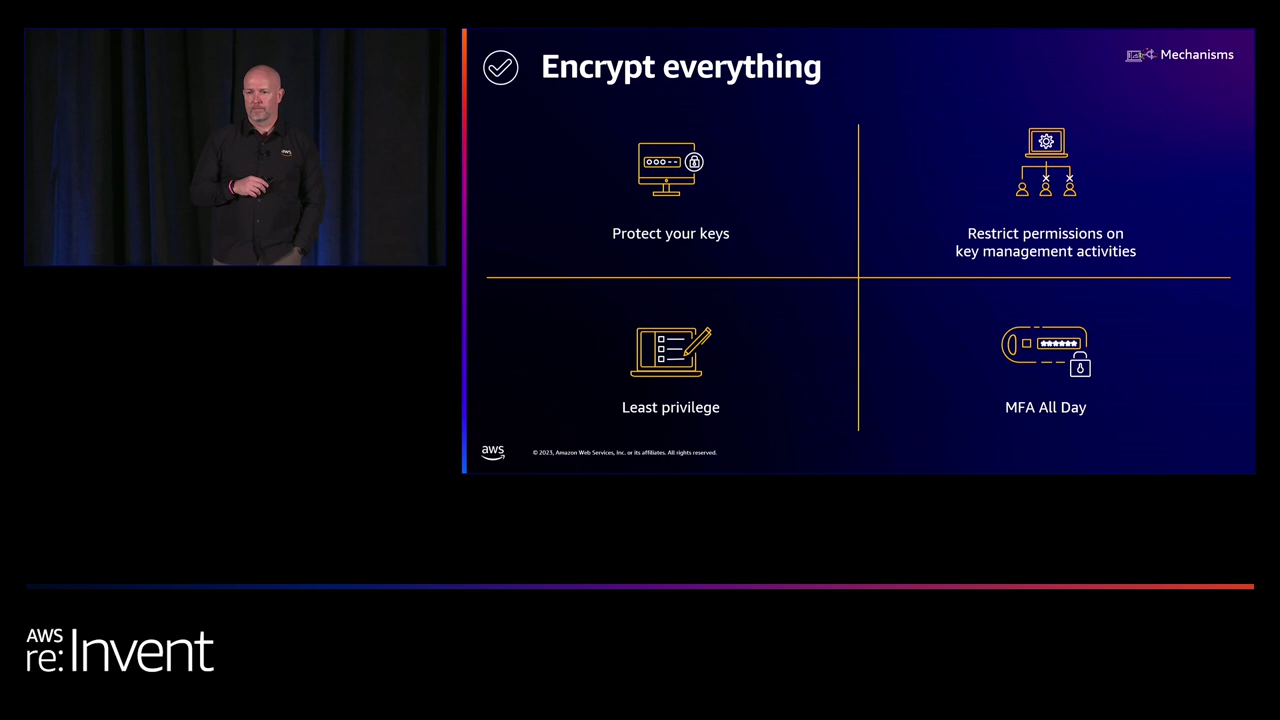 Encrypt everything
Mechanisms
Protect your keys
Restrict permissions on
key management activities
Least privilege
MFA All Day
aws
© 2023, Amazon Web Services, Inc. or its affiliates. All rights reserved.
aws
AWS
re:Invent